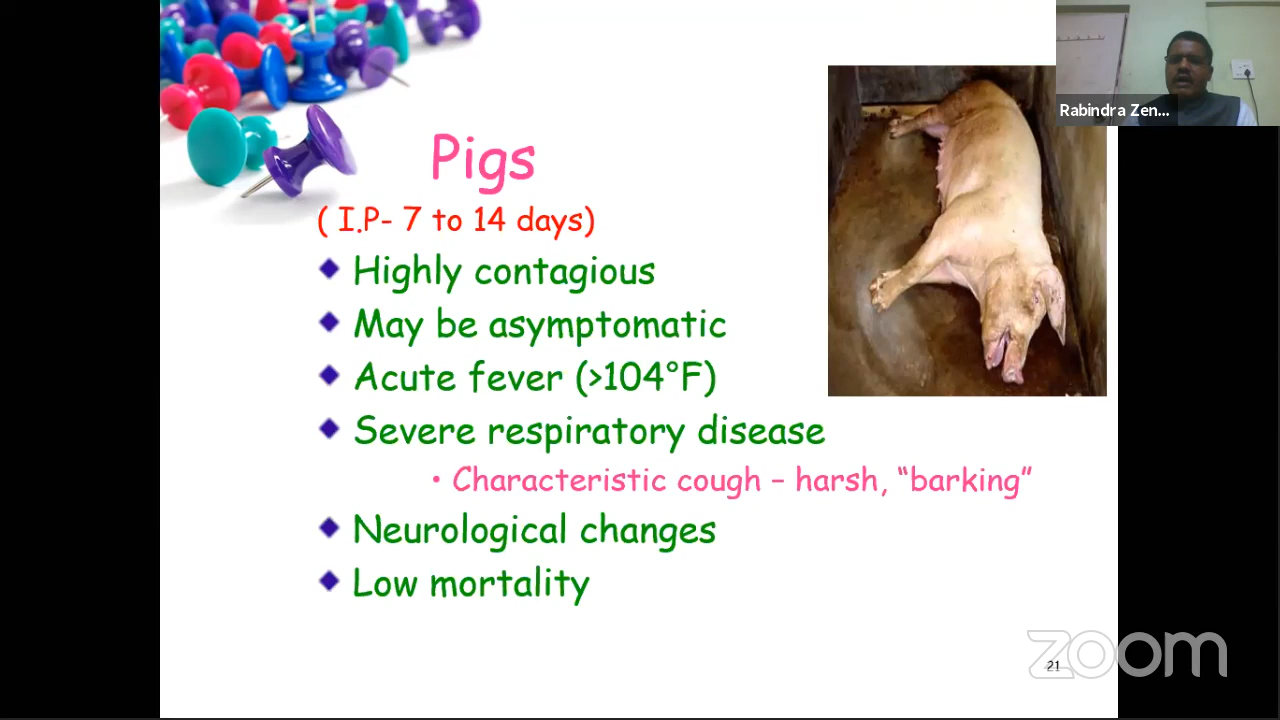 Rabindra Zen...
Pigs
( I.P- 7 to 14 days)
Highly contagious
May be asymptomatic
Acute fever (>104°F)
Severe respiratory disease
• Characteristic cough – harsh, “barking”
Neurological changes
Low mortality
zoom
21